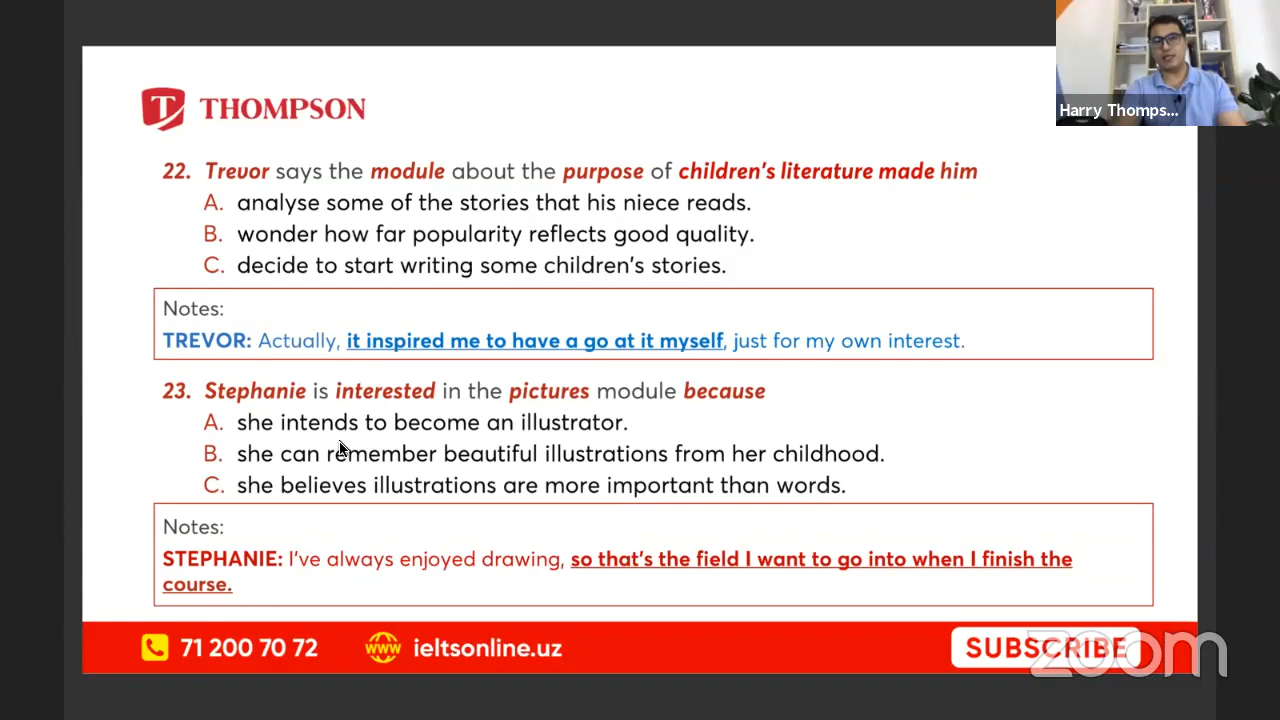 Harry Thomps...
THOMPSON
22. Trevor says the module about the purpose of children's literature made him
A. analyse some of the stories that his niece reads.
B. wonder how far popularity reflects good quality.
C. decide to start writing some children's stories.
Notes:
TREVOR: Actually, it inspired me to have a go at it myself, just for my own interest.
23. Stephanie is interested in the pictures module because
A. she intends to become an illustrator.
B. she can remember beautiful illustrations from her childhood.
C. she believes illustrations are more important than words.
Notes:
STEPHANIE: I've always enjoyed drawing, so that's the field I want to go into when I finish the
course.
71 200 70 72 www ieltsonline.uz SUBSCRIBE
zoom